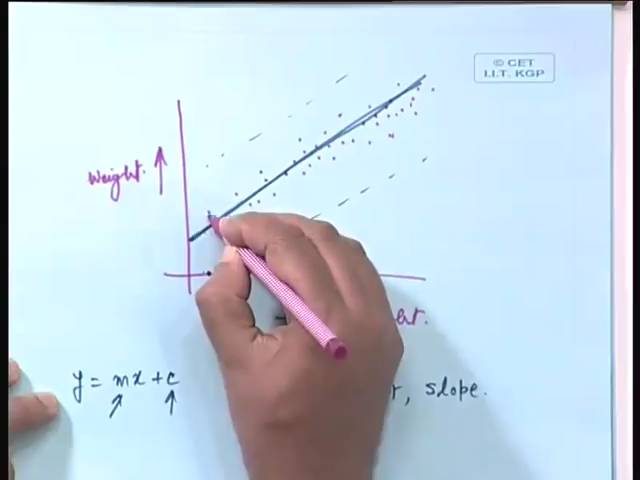 © CET
I.I.T. KGP
Weight.
y = mx + c
, slope.